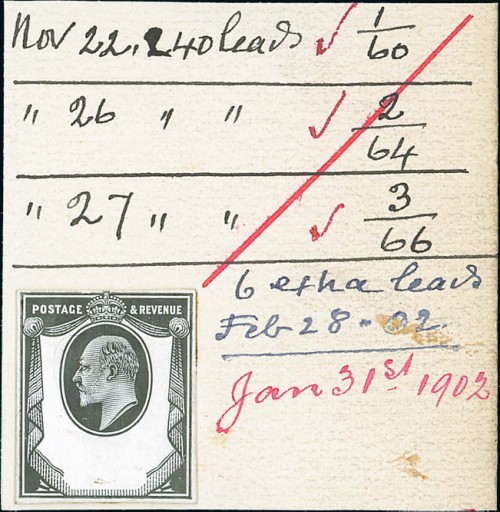 Nov 22. 240 leads ✓ 1/60
" 26 " " ✓ 2/64
" 27 " " ✓ 3/66
6 extra leads
Feb 28 - 02
POSTAGE & REVENUE
Jan 31st 1902